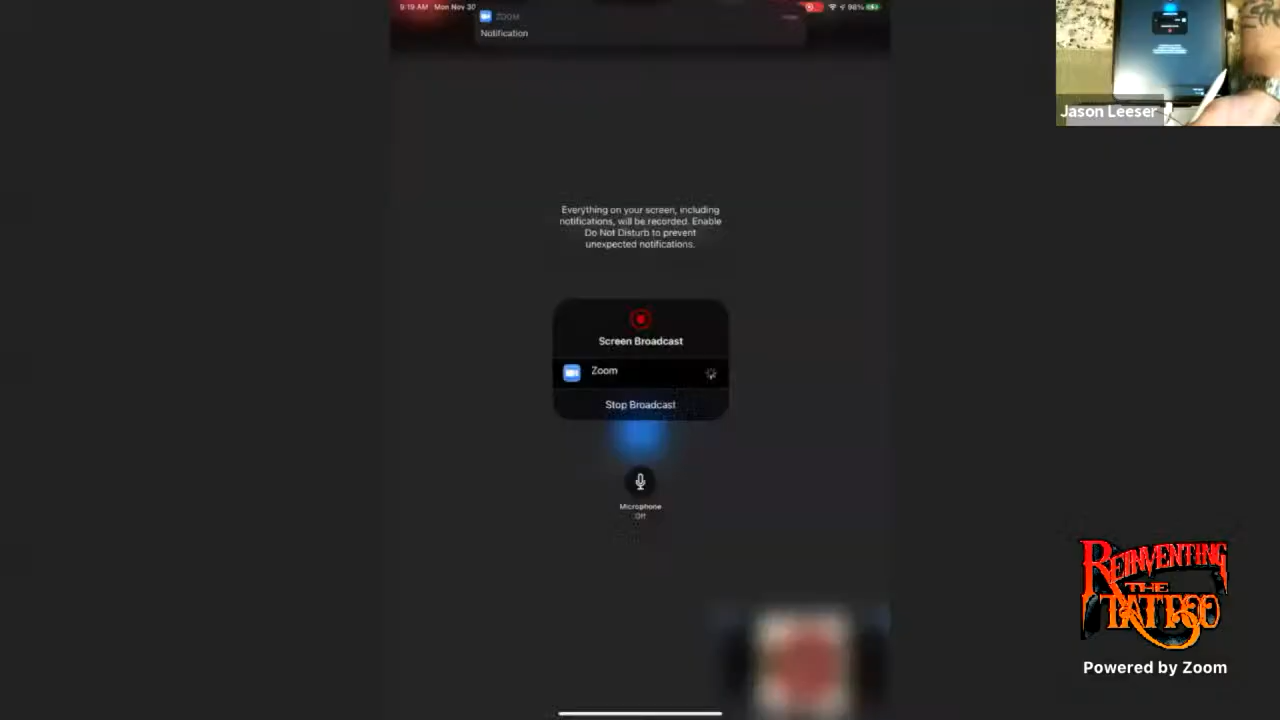 9:19 AM Mon Nov 30
98%
ZOOM
Notification
Jason Leeser
Everything on your screen, including
notifications, will be recorded. Enable
Do Not Disturb to prevent
unexpected notifications.
Screen Broadcast
Zoom
Stop Broadcast
Microphone
Off
REINVENTING
THE
TATTOO
Powered by Zoom